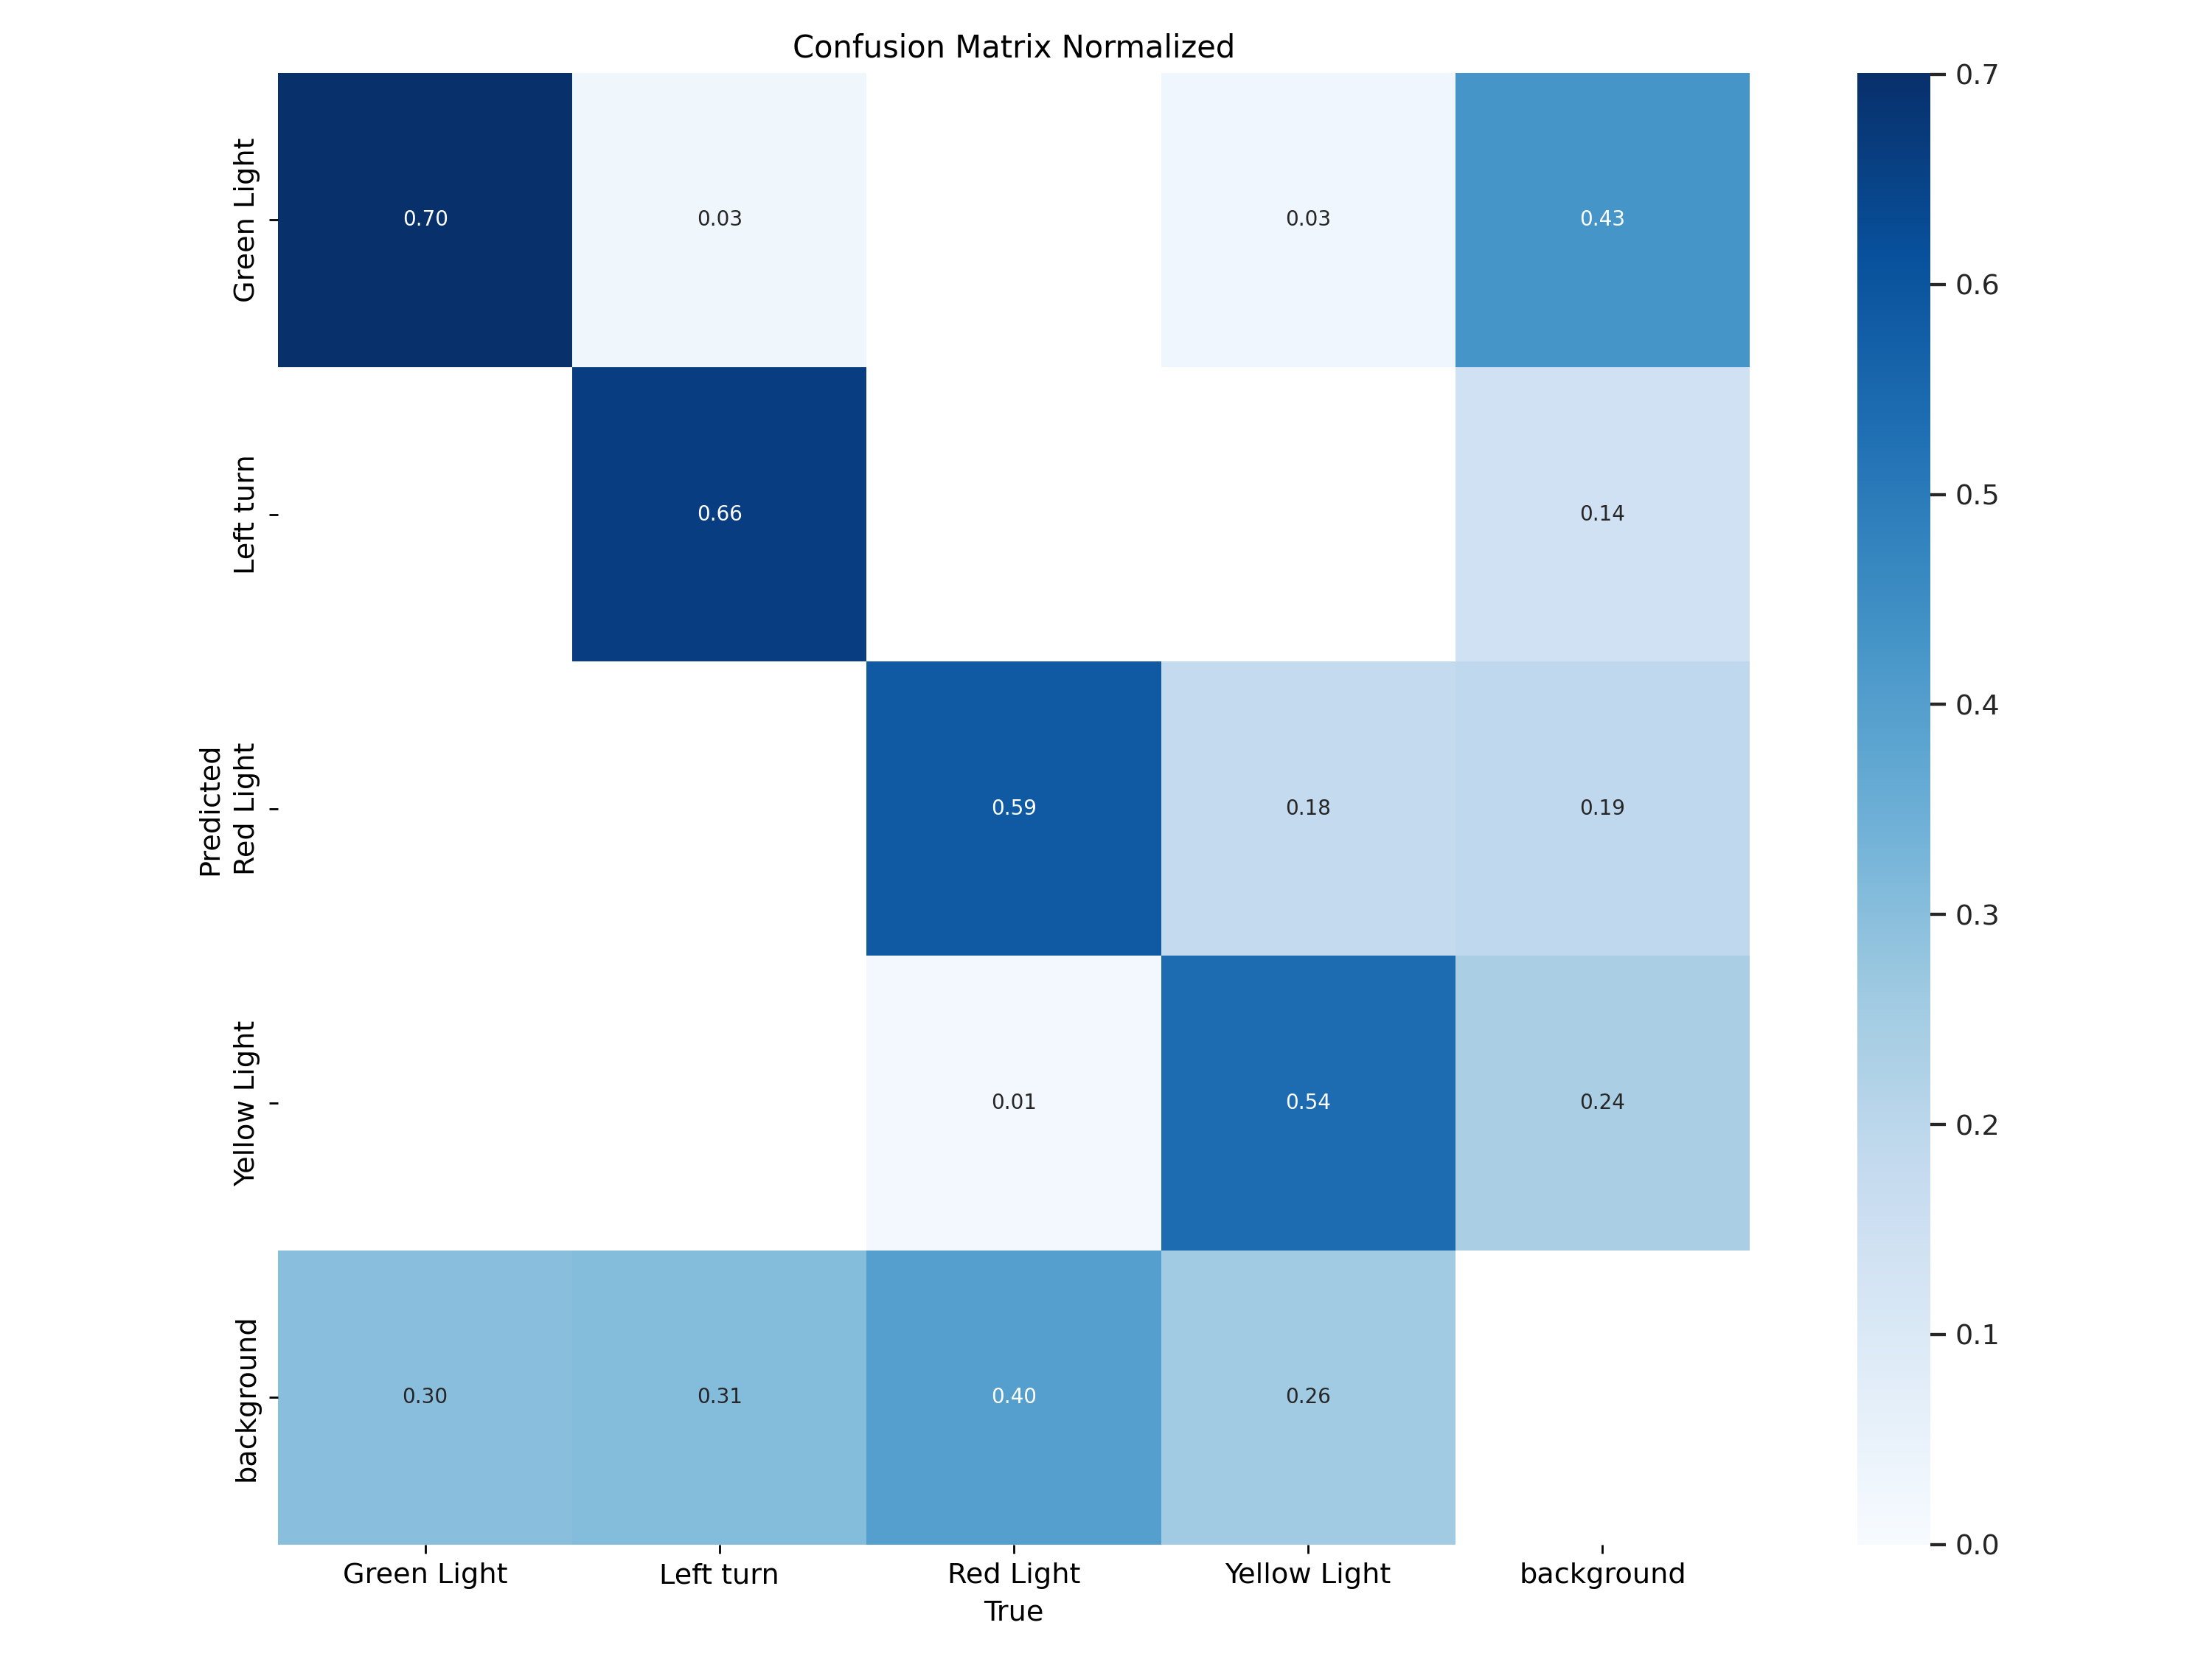 Confusion Matrix Normalized
Green Light
0.70
0.03
0.03
0.43
Left turn
0.66
0.14
Predicted
Red Light
0.59
0.18
0.19
Yellow Light
0.01
0.54
0.24
background
0.30
0.31
0.40
0.26
Green Light
Left turn
Red Light
Yellow Light
background
True
0.7
0.6
0.5
0.4
0.3
0.2
0.1
0.0